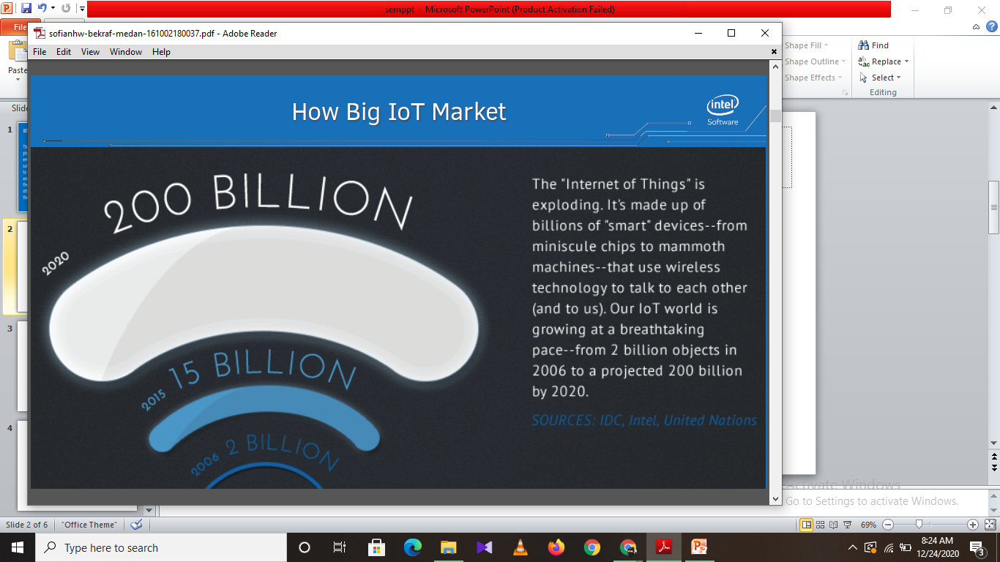 semppt - Microsoft PowerPoint (Product Activation Failed)
File
sofianhw-bekraf-medan-161002180037.pdf - Adobe Reader
File Edit View Window Help
Paste
Shape Fill
Shape Outline
Shape Effects
Find
Replace
Select
Editing
How Big IoT Market
intel
Software
200 BILLION
2020
15 BILLION
2015
2 BILLION
2006
The "Internet of Things" is
exploding. It's made up of
billions of "smart" devices--from
miniscule chips to mammoth
machines--that use wireless
technology to talk to each other
(and to us). Our IoT world is
growing at a breathtaking
pace--from 2 billion objects in
2006 to a projected 200 billion
by 2020.
SOURCES: IDC, Intel, United Nations
1
2
3
4
Activate Windows
Go to Settings to activate Windows.
Slide 2 of 6 "Office Theme" 69%
Type here to search
8:24 AM
12/24/2020
3